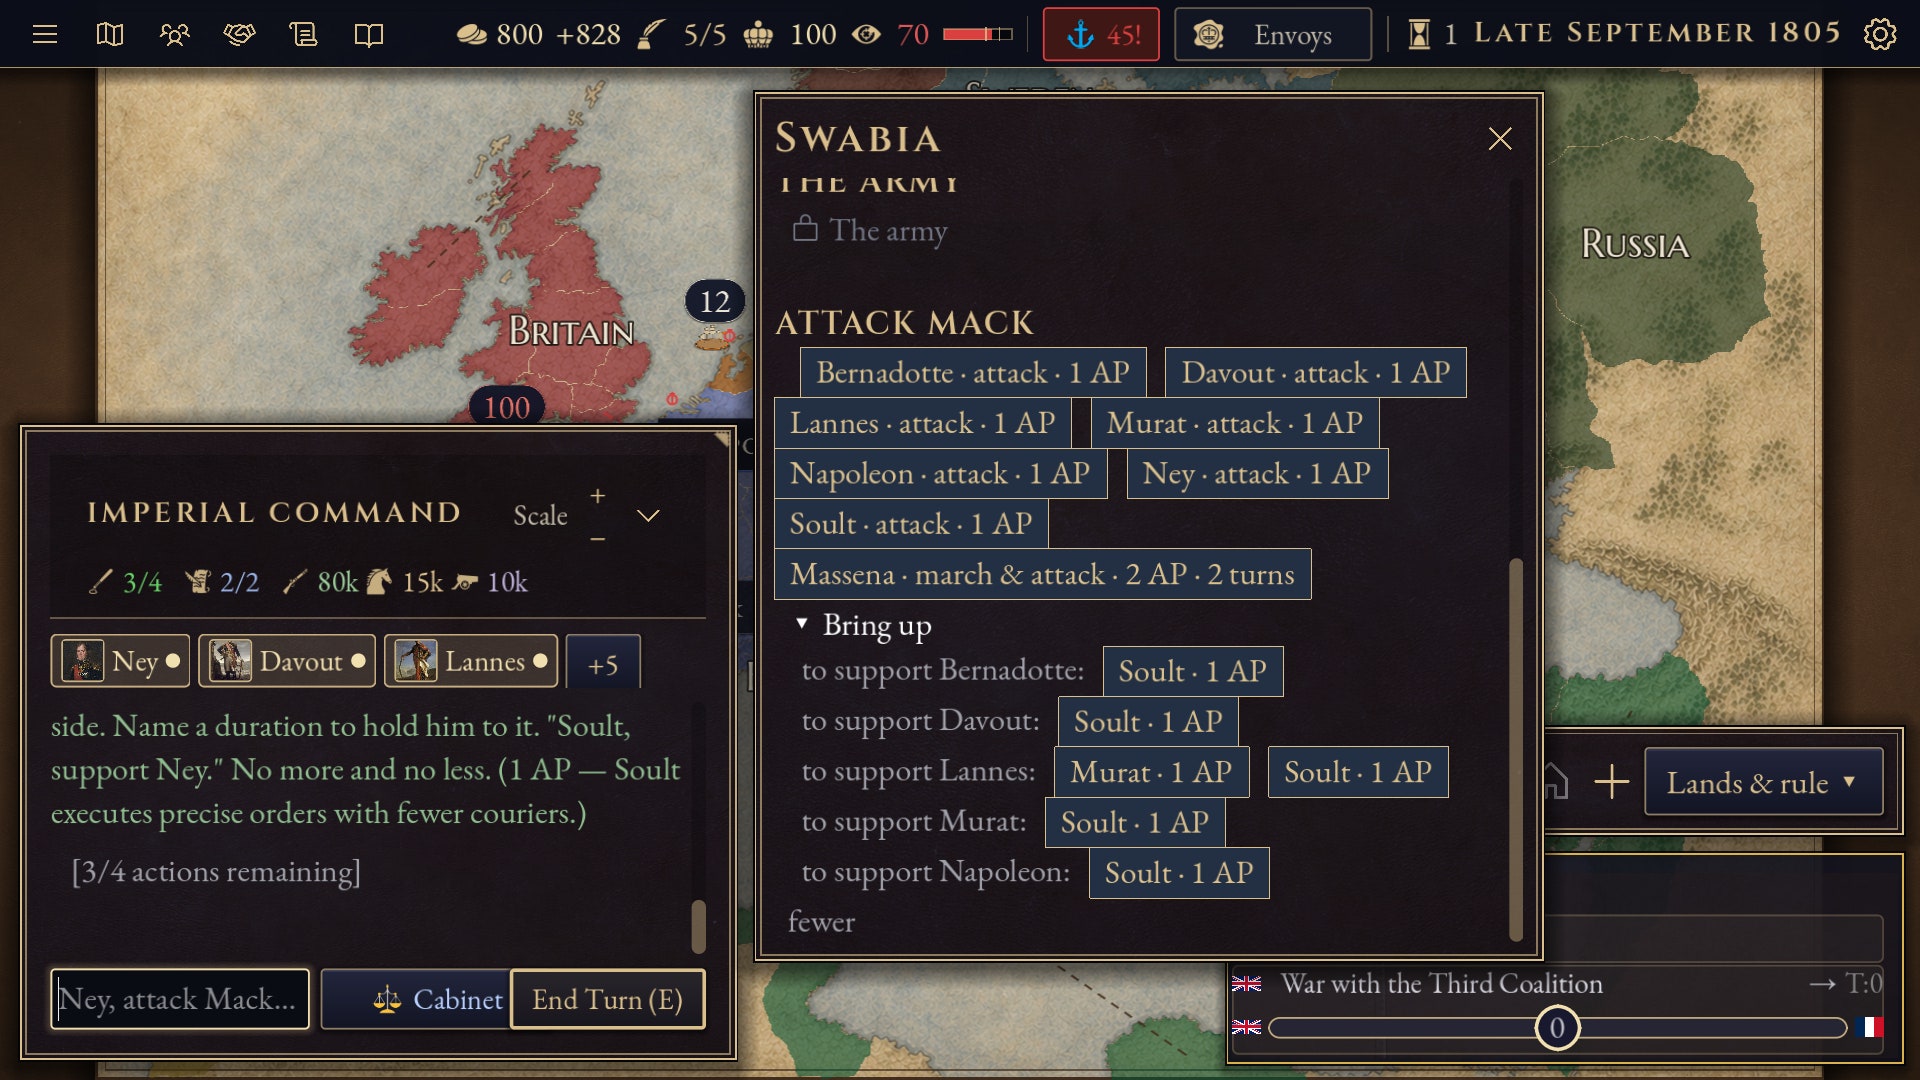 800 +828 5/5 100 70 45! Envoys 1 Late September 1805
Swabia
THE ARMY
The army
ATTACK MACK
Bernadotte · attack · 1 AP Davout · attack · 1 AP
Lannes · attack · 1 AP Murat · attack · 1 AP
Napoleon · attack · 1 AP Ney · attack · 1 AP
Soult · attack · 1 AP
Massena · march & attack · 2 AP · 2 turns
▼ Bring up
to support Bernadotte: Soult · 1 AP
to support Davout: Soult · 1 AP
to support Lannes: Murat · 1 AP Soult · 1 AP
to support Murat: Soult · 1 AP
to support Napoleon: Soult · 1 AP
fewer
Britain
12
100
Russia
IMPERIAL COMMAND Scale + −
3/4 2/2 80k 15k 10k
Ney Davout Lannes +5
side. Name a duration to hold him to it. "Soult,
support Ney." No more and no less. (1 AP — Soult
executes precise orders with fewer couriers.)
[3/4 actions remaining]
Ney, attack Mack... Cabinet End Turn (E)
Lands & rule ▼
War with the Third Coalition → T:0
0